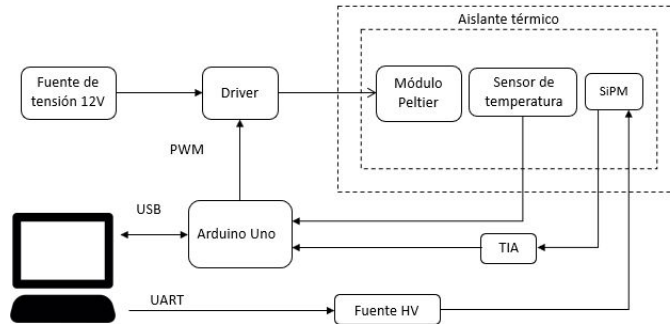 Aislante térmico
Fuente de
tensión 12V
Driver
Módulo
Peltier
Sensor de
temperatura
SiPM
PWM
USB
Arduino Uno
TIA
UART
Fuente HV